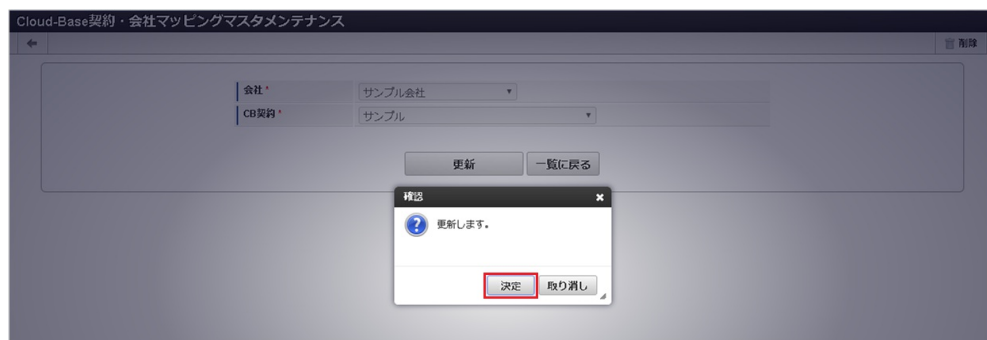 Cloud-Base契約・会社マッピングマスタメンテナンス
削除
会社*
サンプル会社
CB契約*
サンプル
更新 一覧に戻る
確認
更新します。
決定 取り消し